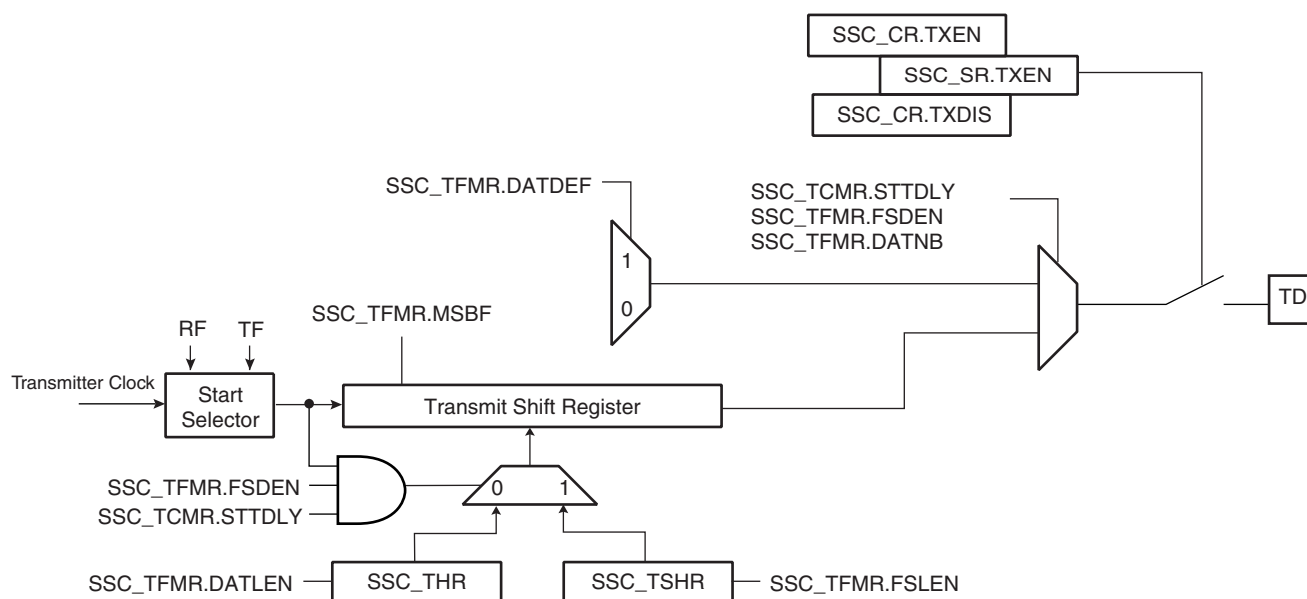 SSC_CR.TXEN
SSC_SR.TXEN
SSC_CR.TXDIS
SSC_TFMR.DATDEF
SSC_TCMR.STTDLY
SSC_TFMR.FSDEN
SSC_TFMR.DATNB
1
0
TD
SSC_TFMR.MSBF
RF TF
Transmitter Clock
Start
Selector
Transmit Shift Register
SSC_TFMR.FSDEN
SSC_TCMR.STTDLY
0 1
SSC_TFMR.DATLEN
SSC_THR
SSC_TSHR
SSC_TFMR.FSLEN